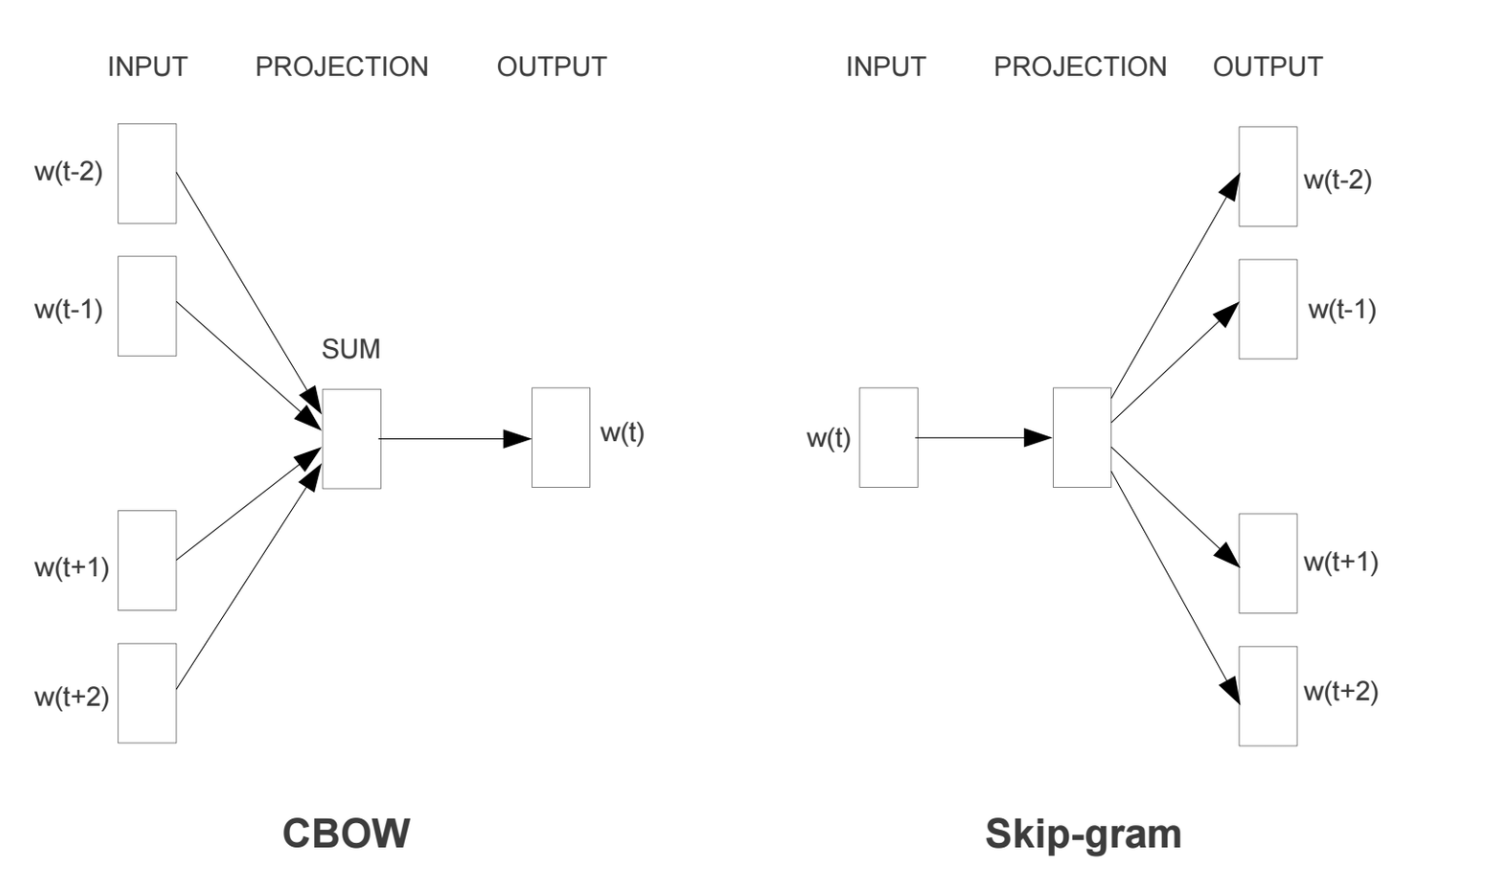 INPUT PROJECTION OUTPUT
w(t-2)
w(t-1)
SUM
w(t)
w(t+1)
w(t+2)
CBOW
INPUT PROJECTION OUTPUT
w(t-2)
w(t-1)
w(t)
w(t+1)
w(t+2)
Skip-gram